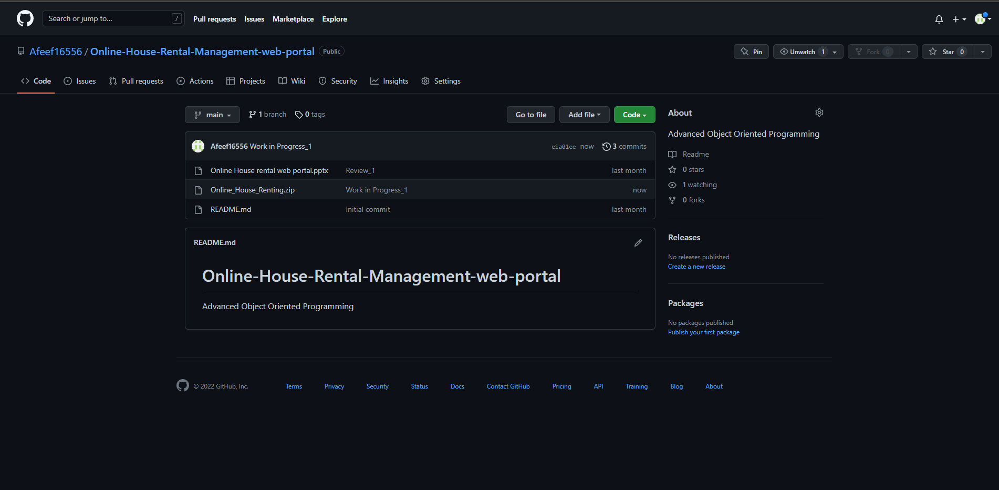 Search or jump to... / Pull requests Issues Marketplace Explore
Afeef16556 / Online-House-Rental-Management-web-portal Public Pin Unwatch 1 Fork 0 Star 0
Code Issues Pull requests Actions Projects Wiki Security Insights Settings
main 1 branch 0 tags Go to file Add file Code
Afeef16556 Work in Progress_1 e1a01ee now 3 commits
Online House rental web portal.pptx Review_1 last month
Online_House_Renting.zip Work in Progress_1 now
README.md Initial commit last month
README.md
Online-House-Rental-Management-web-portal
Advanced Object Oriented Programming
About
Advanced Object Oriented Programming
Readme
0 stars
1 watching
0 forks
Releases
No releases published
Create a new release
Packages
No packages published
Publish your first package
© 2022 GitHub, Inc. Terms Privacy Security Status Docs Contact GitHub Pricing API Training Blog About